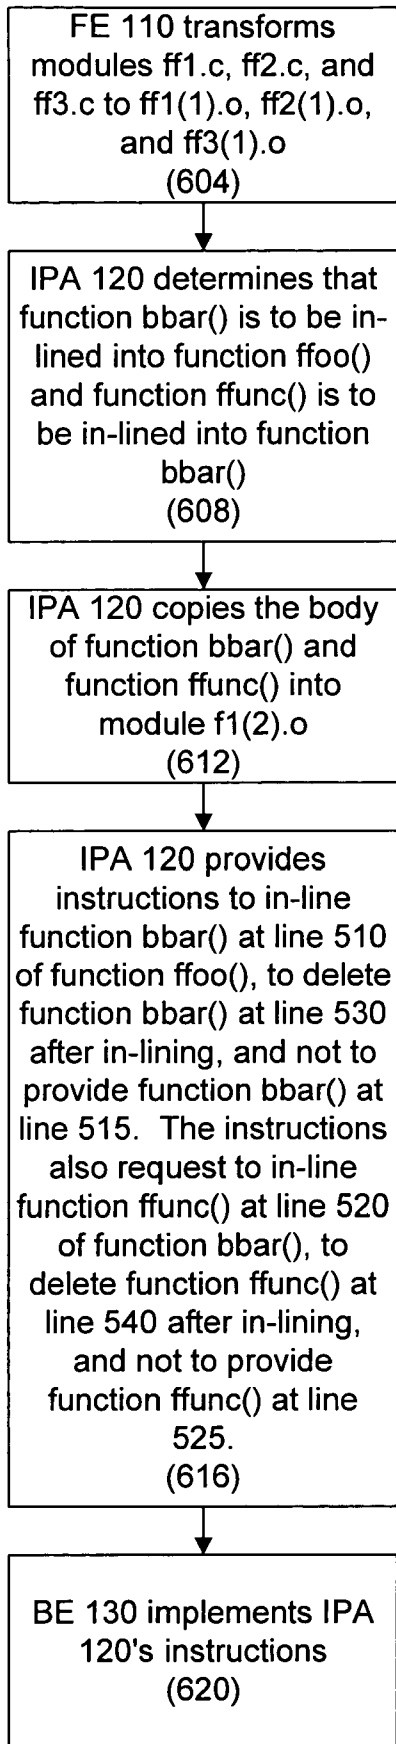 FE 110 transforms
modules ff1.c, ff2.c, and
ff3.c to ff1(1).o, ff2(1).o,
and ff3(1).o
(604)
IPA 120 determines that
function bbar() is to be in-
lined into function ffoo()
and function ffunc() is to
be in-lined into function
bbar()
(608)
IPA 120 copies the body
of function bbar() and
function ffunc() into
module f1(2).o
(612)
IPA 120 provides
instructions to in-line
function bbar() at line 510
of function ffoo(), to delete
function bbar() at line 530
after in-lining, and not to
provide function bbar() at
line 515.  The instructions
also request to in-line
function ffunc() at line 520
of function bbar(), to
delete function ffunc() at
line 540 after in-lining,
and not to provide
function ffunc() at line
525.
(616)
BE 130 implements IPA
120's instructions
(620)